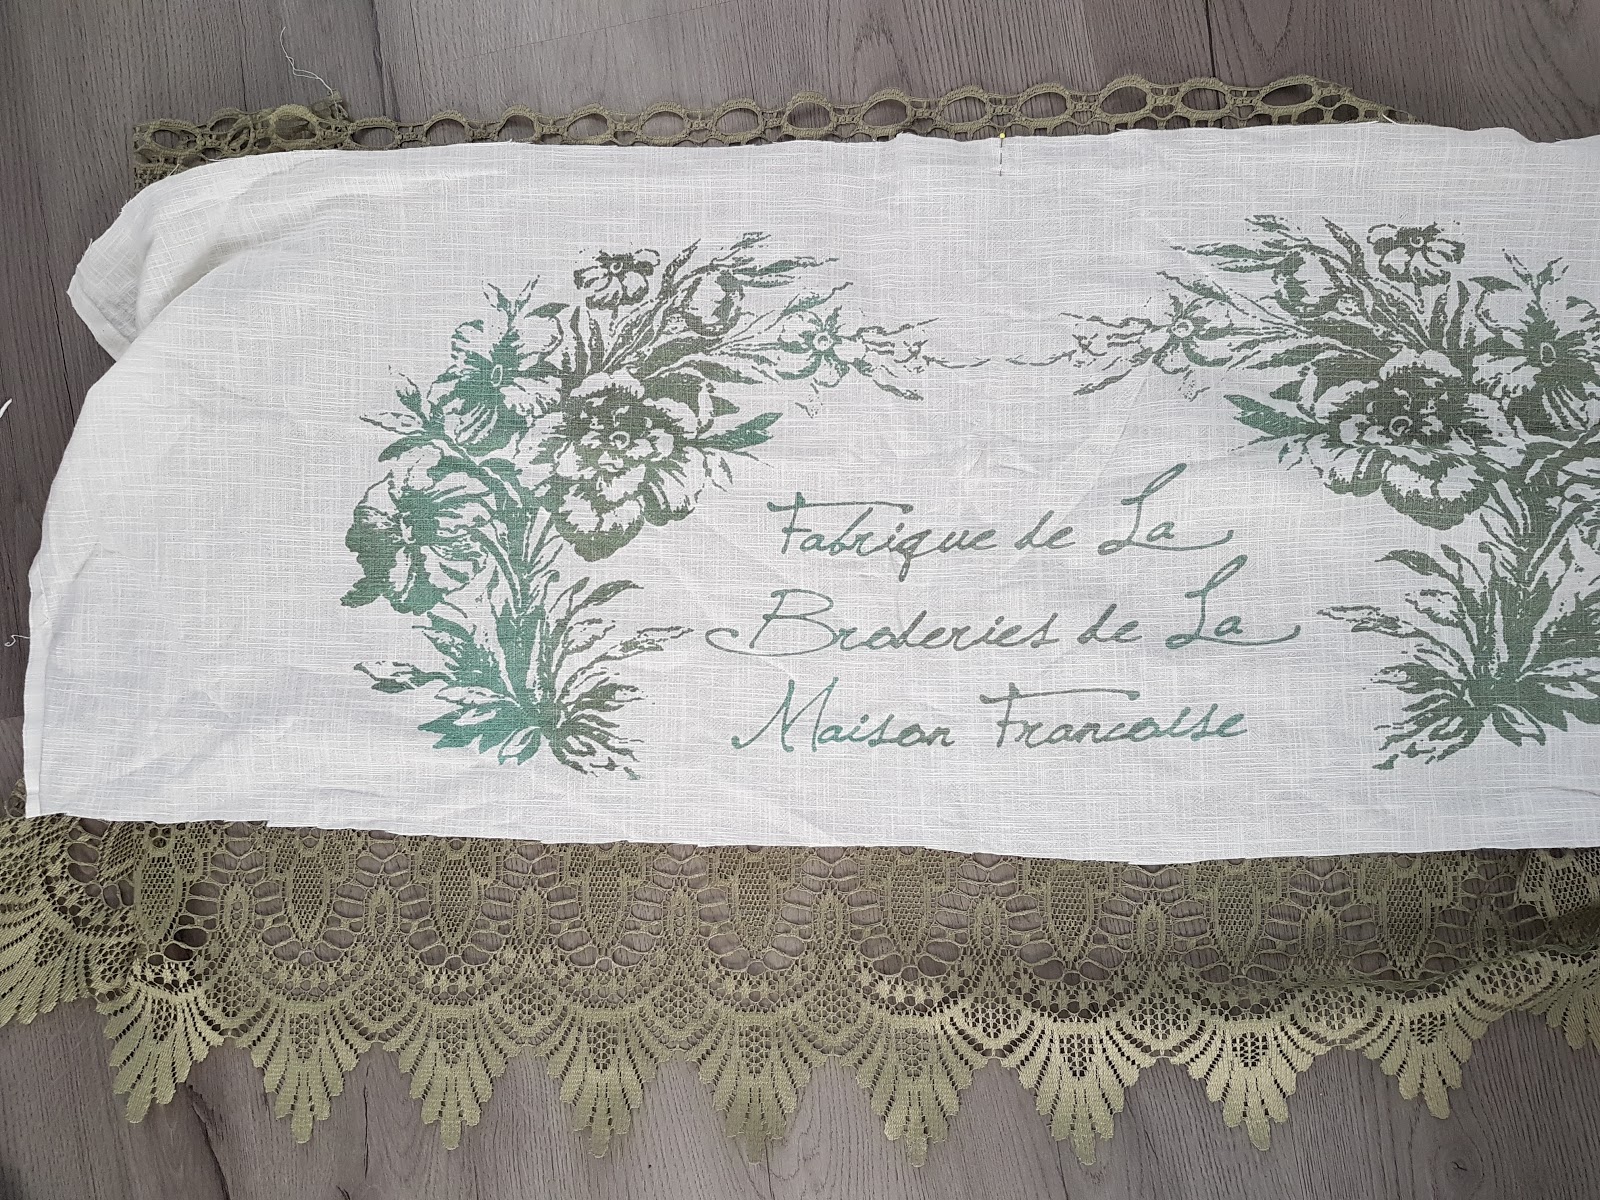 Fabrique de La
Broderies de La
Maison Francoise